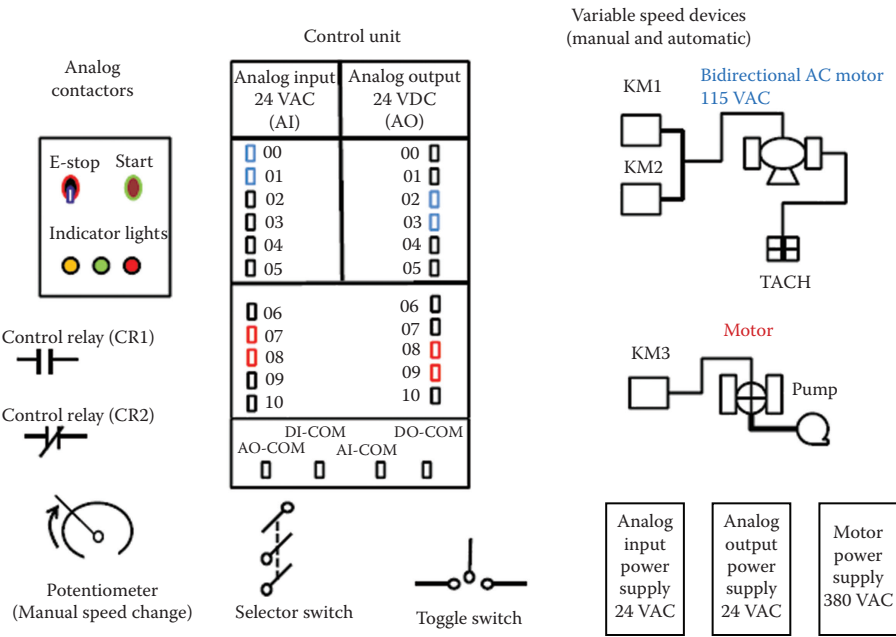 Analog
contactors
E-stop Start
Indicator lights
Control relay (CR1)
Control relay (CR2)
Potentiometer
(Manual speed change)
Control unit
Analog input
24 VAC
(AI)
Analog output
24 VDC
(AO)
00 00
01 01
02 02
03 03
04 04
05 05
06 06
07 07
08 08
09 09
10 10
DI-COM DO-COM
AO-COM AI-COM
Selector switch
Toggle switch
Variable speed devices
(manual and automatic)
KM1
Bidirectional AC motor
115 VAC
KM2
TACH
Motor
KM3
Pump
Analog
input
power
supply
24 VAC
Analog
output
power
supply
24 VAC
Motor
power
supply
380 VAC